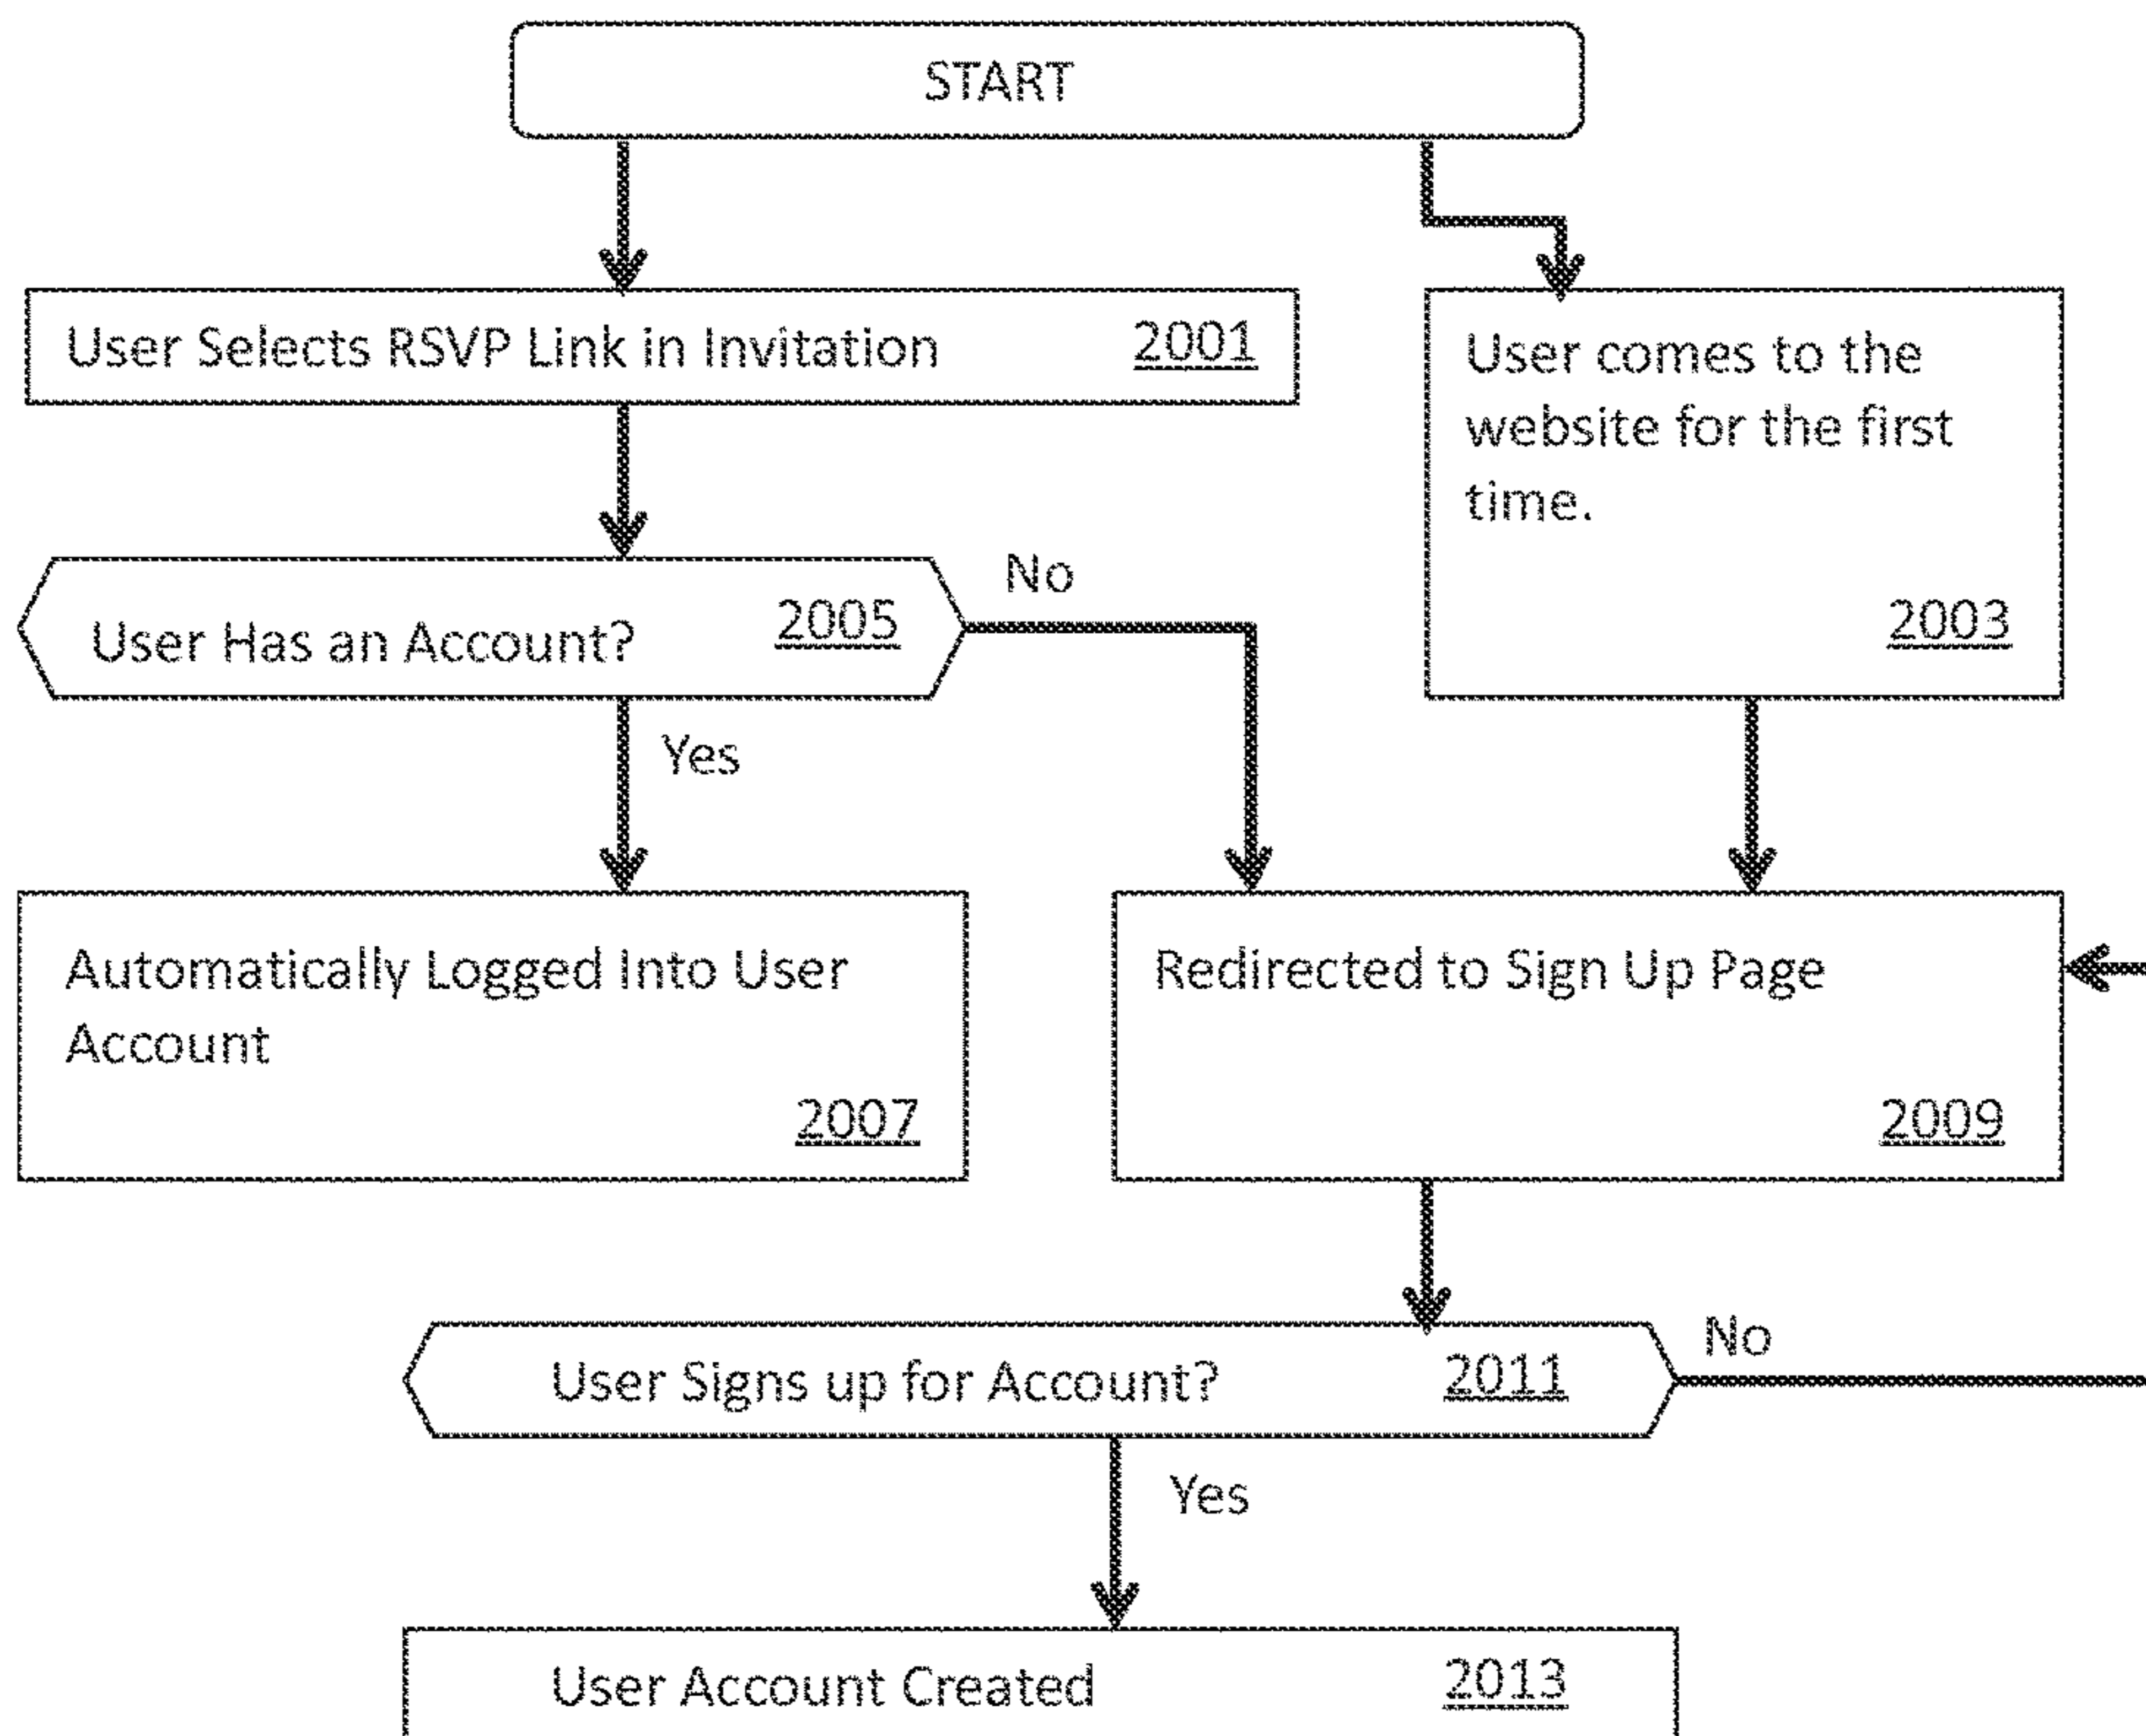 START
User Selects RSVP Link in Invitation 2001
User comes to the
website for the first
time.
2003
User Has an Account? 2005
No
Yes
Automatically Logged Into User
Account
2007
Redirected to Sign Up Page
2009
User Signs up for Account? 2011
No
Yes
User Account Created 2013